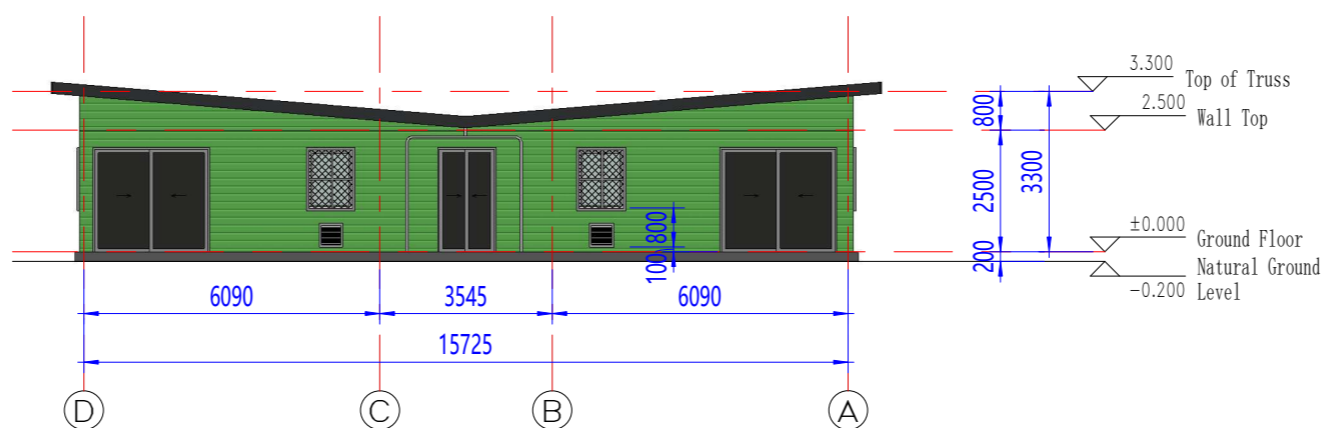 3.300 Top of Truss
2.500 Wall Top
800
2500
3300
200
±0.000 Ground Floor
Natural Ground
-0.200 Level
800
100
6090 3545 6090
15725
D C B A